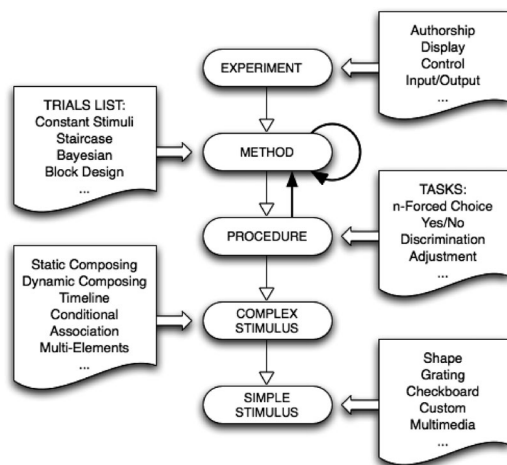 Authorship
Display
Control
Input/Output
...
EXPERIMENT
TRIALS LIST:
Constant Stimuli
Staircase
Bayesian
Block Design
...
METHOD
TASKS:
n-Forced Choice
Yes/No
Discrimination
Adjustment
...
PROCEDURE
Static Composing
Dynamic Composing
Timeline
Conditional
Association
Multi-Elements
...
COMPLEX
STIMULUS
Shape
Grating
Checkboard
Custom
Multimedia
...
SIMPLE
STIMULUS